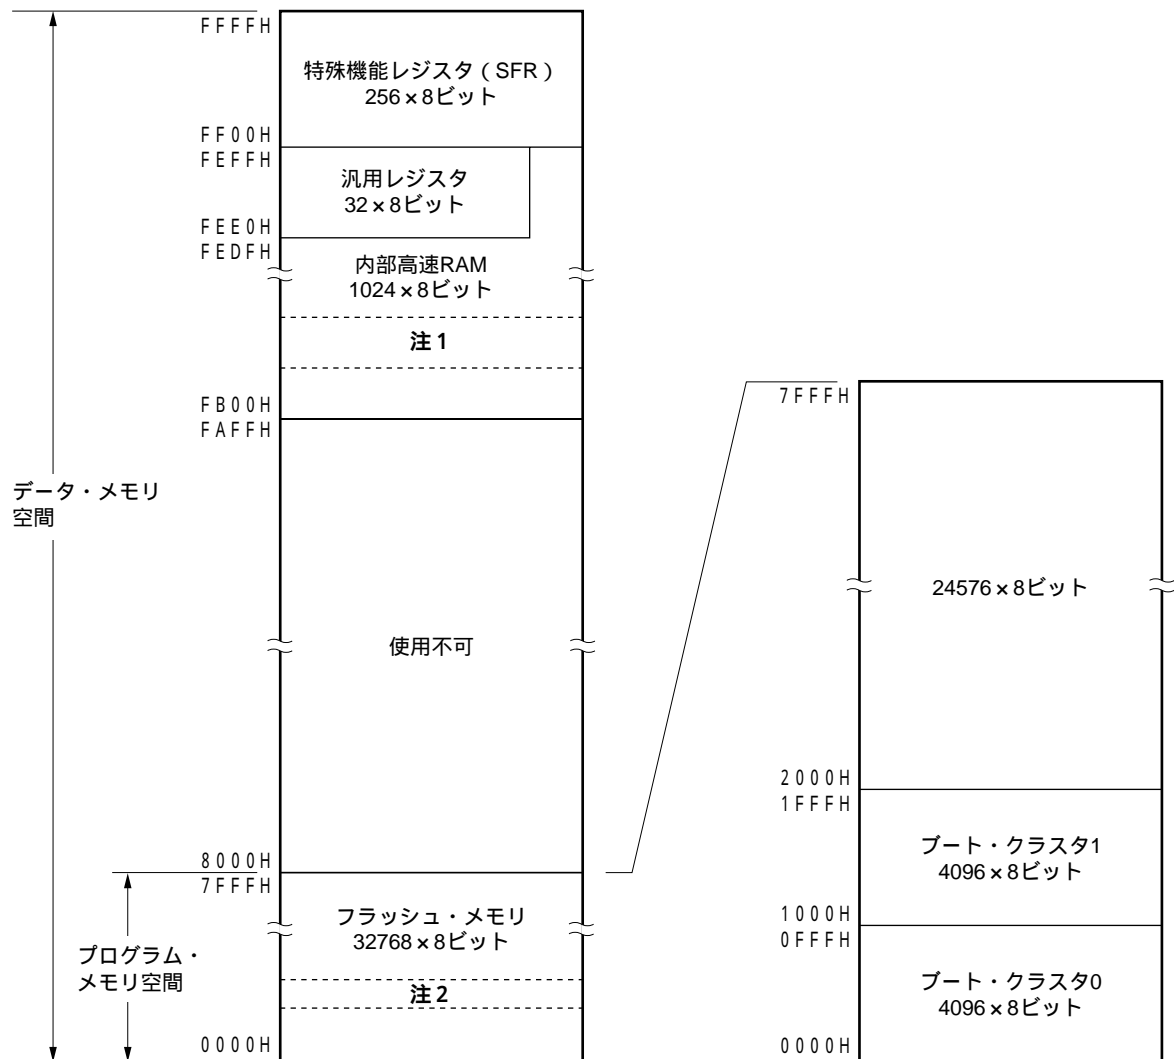 FFFFH
特殊機能レジスタ（SFR）
256×8ビット
FF00H
FEFFH
汎用レジスタ
32×8ビット
FEE0H
FEDFH
内部高速RAM
1024×8ビット
注1
FB00H
FAFFH
データ・メモリ
空間
使用不可
8000H
7FFFH
フラッシュ・メモリ
32768×8ビット
プログラム・
メモリ空間
注2
0000H
7FFFH
24576×8ビット
2000H
1FFFH
ブート・クラスタ1
4096×8ビット
1000H
0FFFH
ブート・クラスタ0
4096×8ビット
0000H